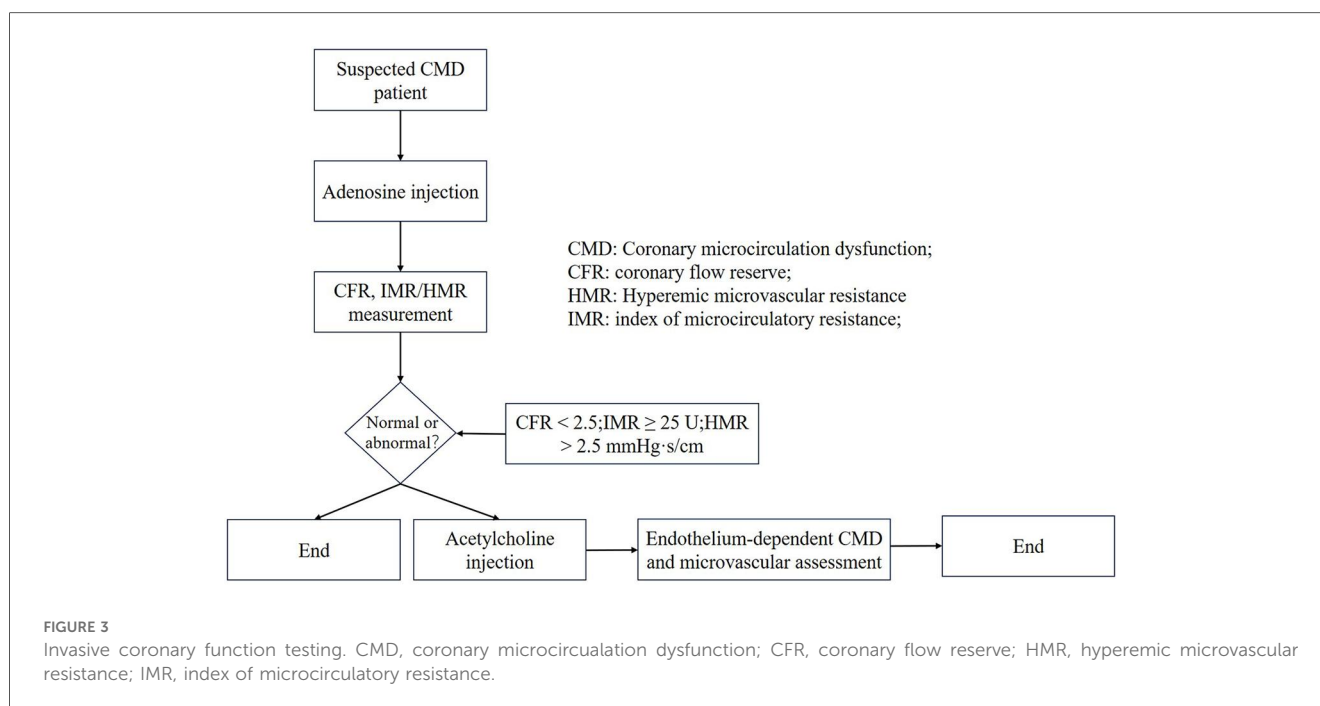 Suspected CMD
patient
Adenosine injection
CFR, IMR/HMR
measurement
CMD: Coronary microcirculation dysfunction;
CFR: coronary flow reserve;
HMR: Hyperemic microvascular resistance
IMR: index of microcirculatory resistance;
Normal or
abnormal?
CFR < 2.5;IMR ≥ 25 U;HMR
> 2.5 mmHg·s/cm
End
Acetylcholine
injection
Endothelium-dependent CMD
and microvascular assessment
End
FIGURE 3
Invasive coronary function testing. CMD, coronary microcircualation dysfunction; CFR, coronary flow reserve; HMR, hyperemic microvascular
resistance; IMR, index of microcirculatory resistance.